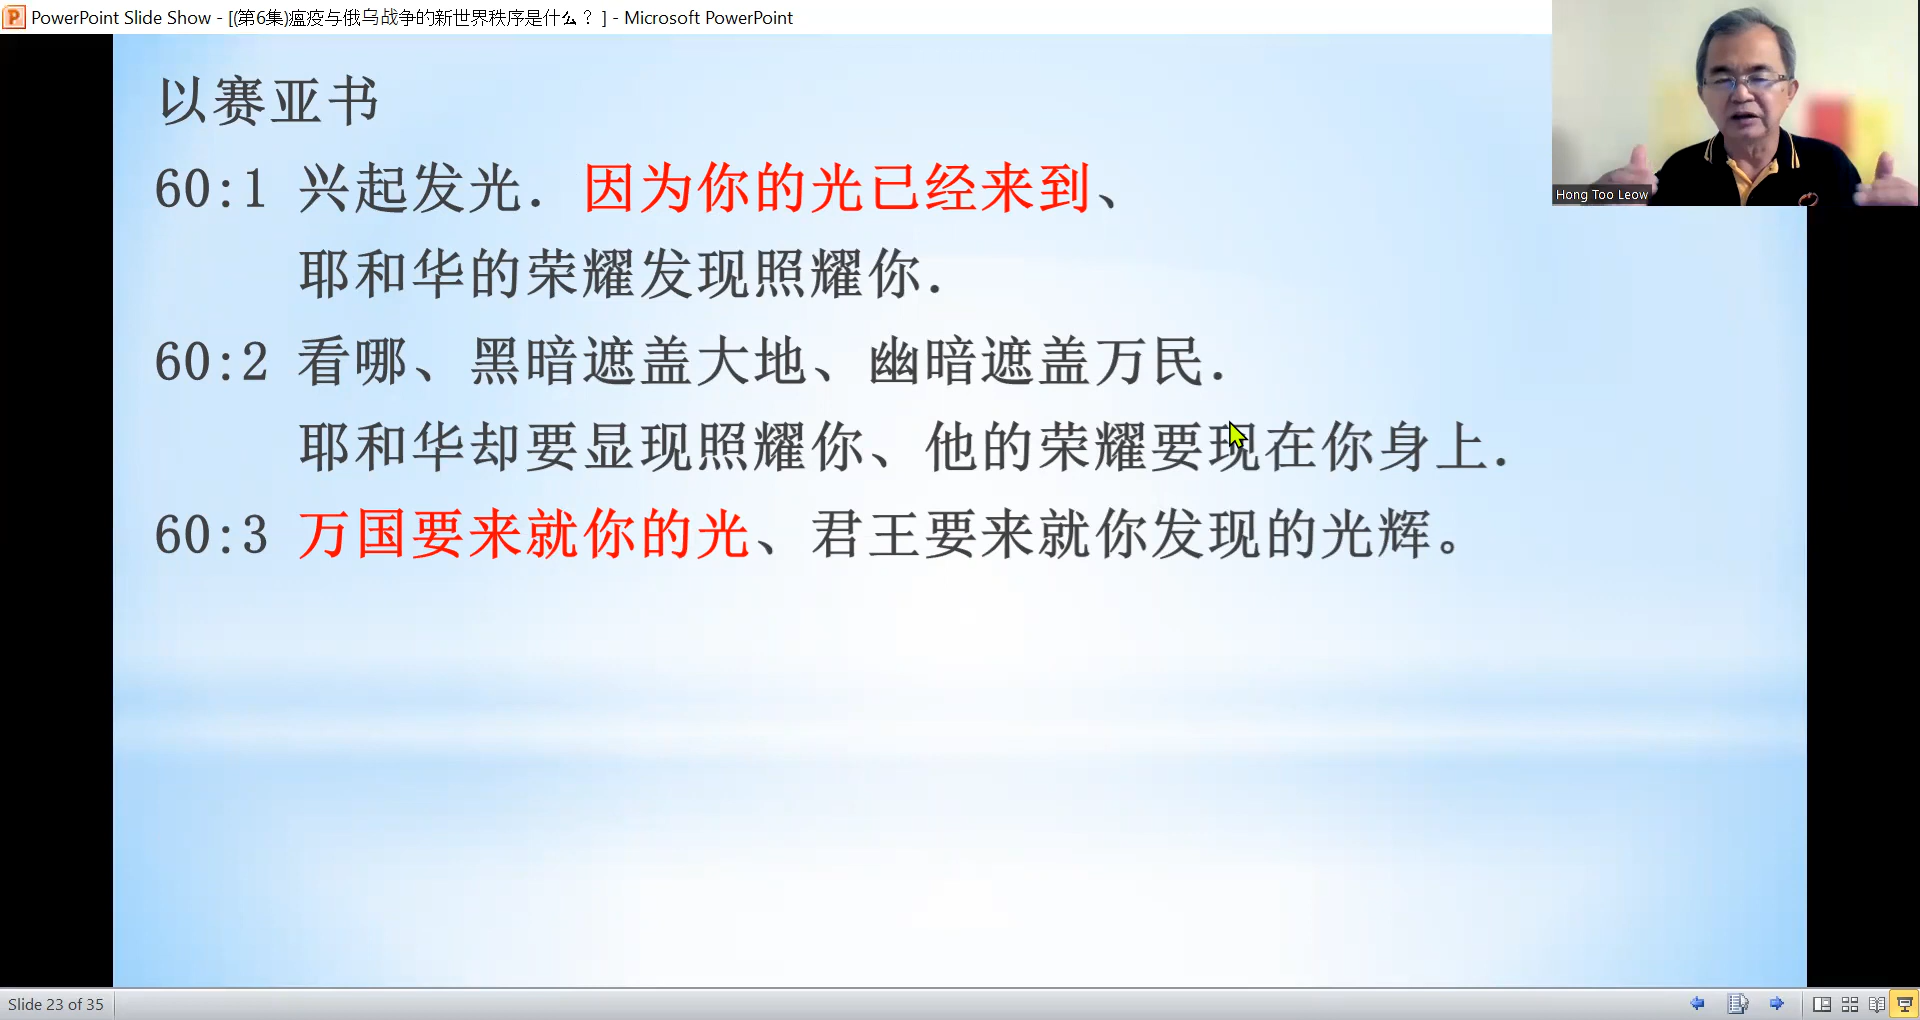 PowerPoint Slide Show - [(第6集)瘟疫与俄乌战争的新世界秩序是什么？ ] - Microsoft PowerPoint
Hong Too Leow
以赛亚书
60:1 兴起发光．因为你的光已经来到、
耶和华的荣耀发现照耀你．
60:2 看哪、黑暗遮盖大地、幽暗遮盖万民．
耶和华却要显现照耀你、他的荣耀要现在你身上．
60:3 万国要来就你的光、君王要来就你发现的光辉。
Slide 23 of 35